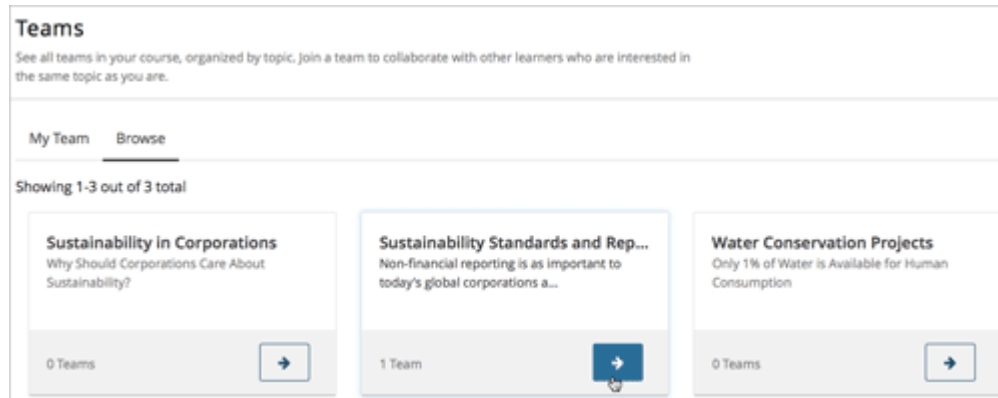 Teams
See all teams in your course, organized by topic. Join a team to collaborate with other learners who are interested in
the same topic as you are.
My Team Browse
Showing 1-3 out of 3 total
Sustainability in Corporations
Why Should Corporations Care About
Sustainability?
0 Teams
Sustainability Standards and Rep...
Non-financial reporting is as important to
today's global corporations a...
1 Team
Water Conservation Projects
Only 1% of Water is Available for Human
Consumption
0 Teams